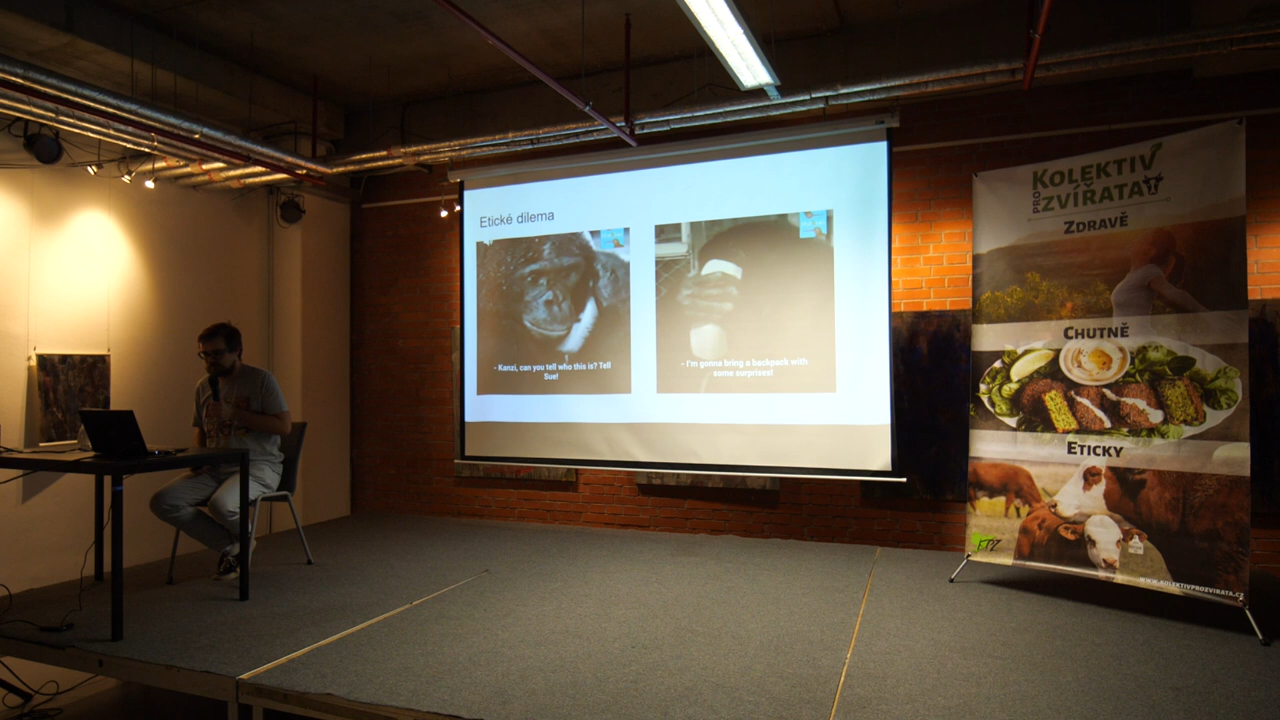 Etické dilema
- Kanzi, can you tell who this is? Tell
Sue!
- I'm gonna bring a backpack with
some surprises!
KOLEKTIV
PRO ZVÍŘATA
ZDRAVĚ
CHUTNĚ
ETICKY
KPZ
WWW.KOLEKTIVPROZVIRATA.CZ